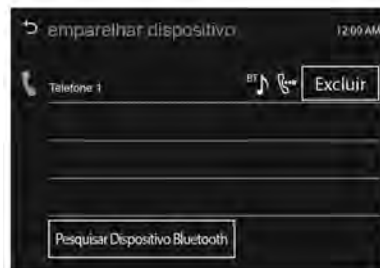 emparelhar dispositivo 12:00 AM
Telefone 1 BT Excluir
Pesquisar Dispositivo Bluetooth